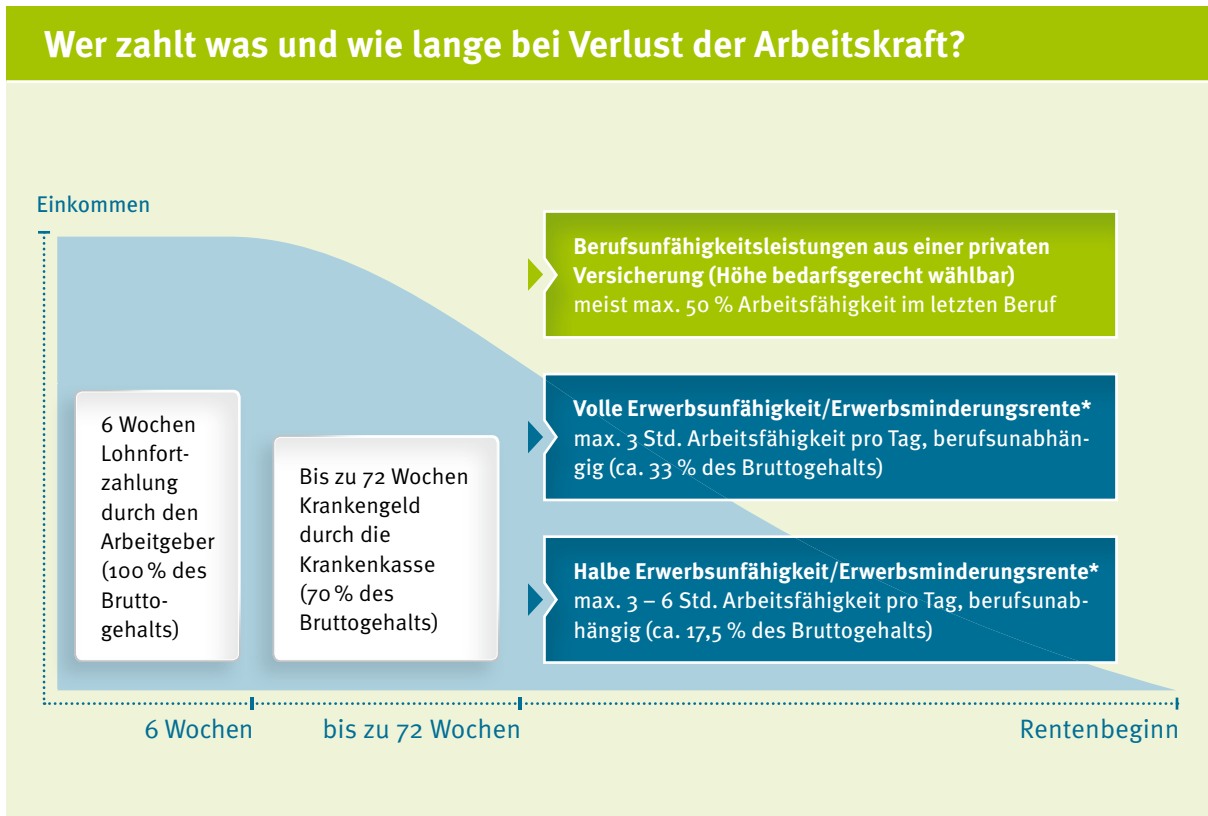 Wer zahlt was und wie lange bei Verlust der Arbeitskraft?
Einkommen
6 Wochen
Lohnfort-
zahlung
durch den
Arbeitgeber
(100 % des
Brutto-
gehalts)
Bis zu 72 Wochen
Krankengeld
durch die
Krankenkasse
(70 % des
Bruttogehalts)
Berufsunfähigkeitsleistungen aus einer privaten
Versicherung (Höhe bedarfsgerecht wählbar)
meist max. 50 % Arbeitsfähigkeit im letzten Beruf
Volle Erwerbsunfähigkeit/Erwerbsminderungsrente*
max. 3 Std. Arbeitsfähigkeit pro Tag, berufsunabhän-
gig (ca. 33 % des Bruttogehalts)
Halbe Erwerbsunfähigkeit/Erwerbsminderungsrente*
max. 3 – 6 Std. Arbeitsfähigkeit pro Tag, berufsunab-
hängig (ca. 17,5 % des Bruttogehalts)
6 Wochen
bis zu 72 Wochen
Rentenbeginn